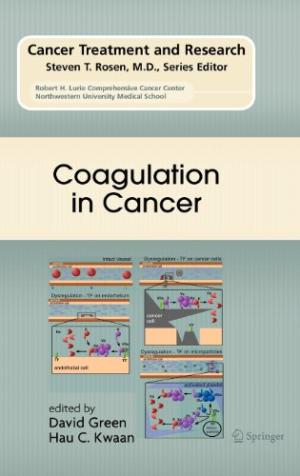 Cancer Treatment and Research
Steven T. Rosen, M.D., Series Editor
Robert H. Lurie Comprehensive Cancer Center
Northwestern University Medical School
Coagulation
in Cancer
Intact Vessel
Dysregulation - TF on cancer cells
Dysregulation - TF on endothelium
cancer
cell
Dysregulation - TF on microparticles
endothelial cell
activated platelet
edited by
David Green
Hau C. Kwaan
Springer